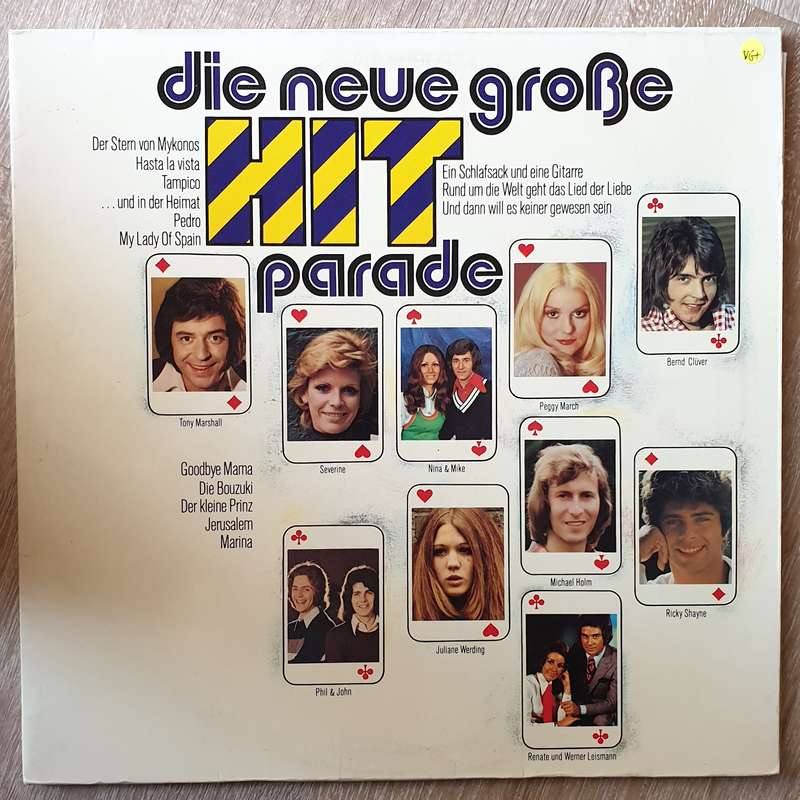 VG+
die neue große
HIT
parade
Der Stern von Mykonos
Hasta la vista
Tampico
...und in der Heimat
Pedro
My Lady Of Spain
Ein Schlafsack und eine Gitarre
Rund um die Welt geht das Lied der Liebe
Und dann will es keiner gewesen sein
Bernd Clüver
Peggy March
Tony Marshall
Severine
Nina & Mike
Goodbye Mama
Die Bouzuki
Der kleine Prinz
Jerusalem
Marina
Michael Holm
Ricky Shayne
Juliane Werding
Phil & John
Renate und Werner Leismann